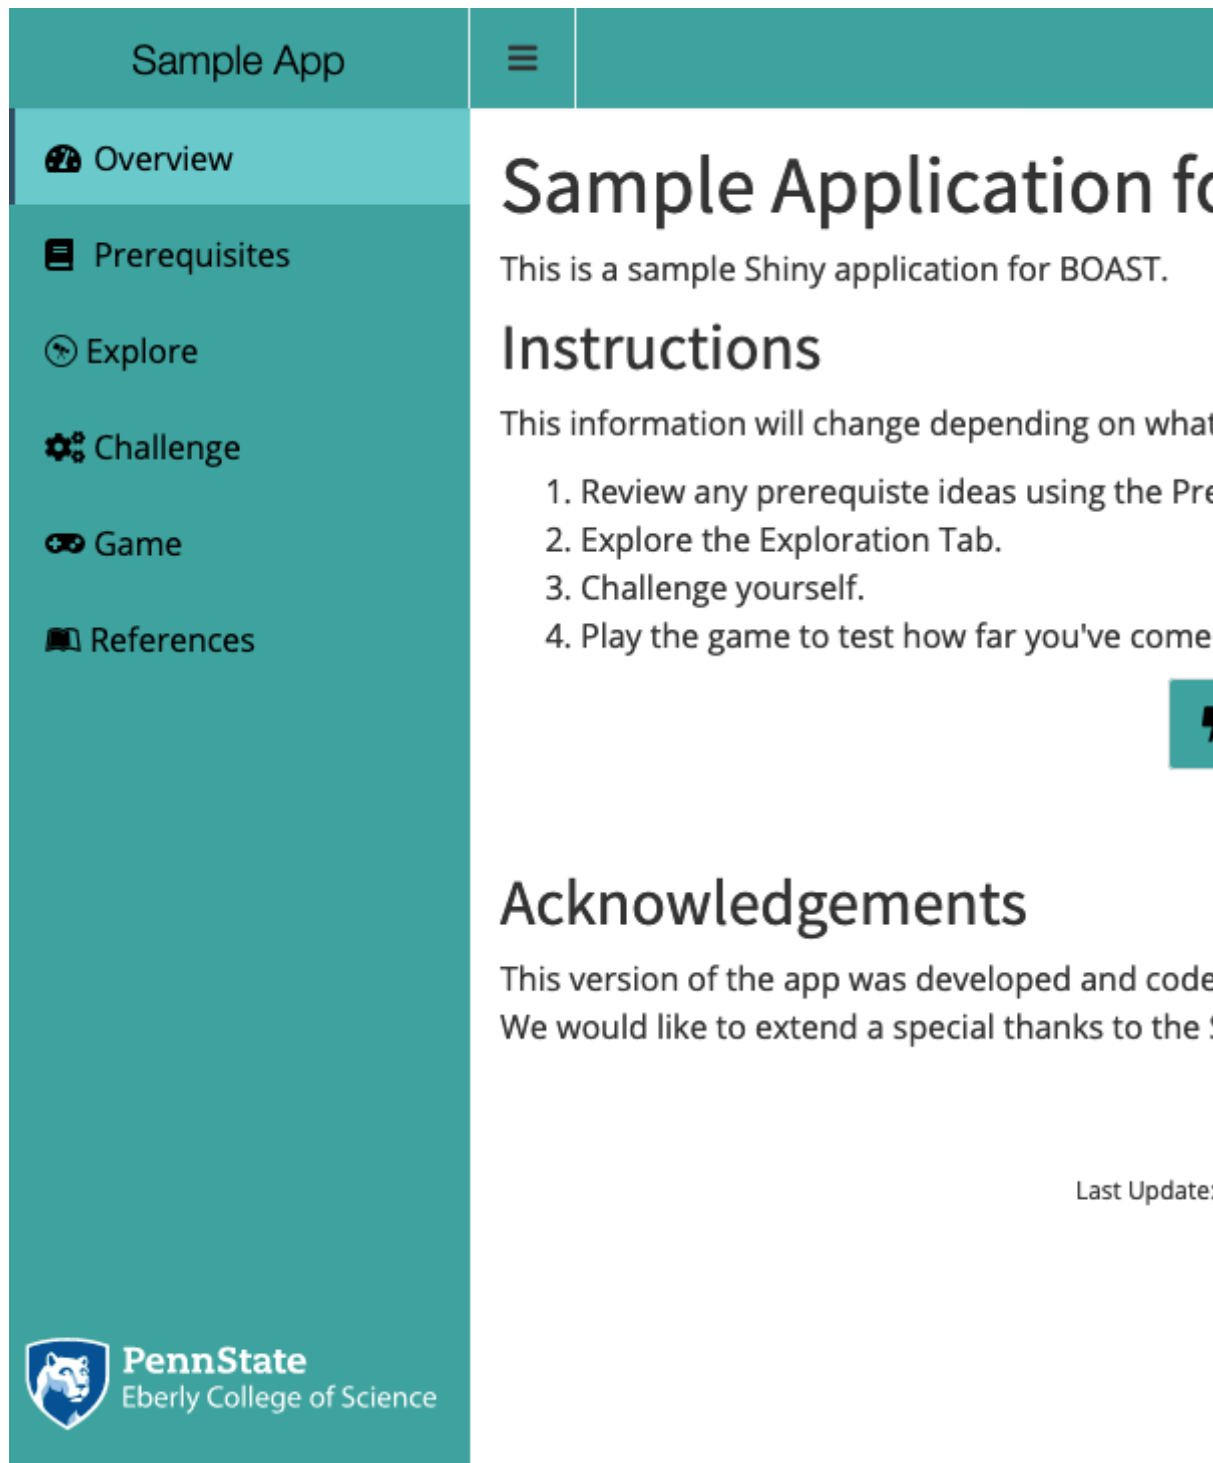 Sample App
Overview
Prerequisites
Explore
Challenge
Game
References
PennState
Eberly College of Science
Sample Application
This is a sample Shiny application for BOAST.
Instructions
This information will change depending on what
1. Review any prerequiste ideas using the
2. Explore the Exploration Tab.
3. Challenge yourself.
4. Play the game to test how far you've come
Acknowledgements
This version of the app was developed and
We would like to extend a special thanks to the
Last Update: